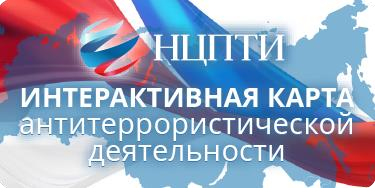 НЦПТИ
ИНТЕРАКТИВНАЯ КАРТА
антитеррористической
деятельности